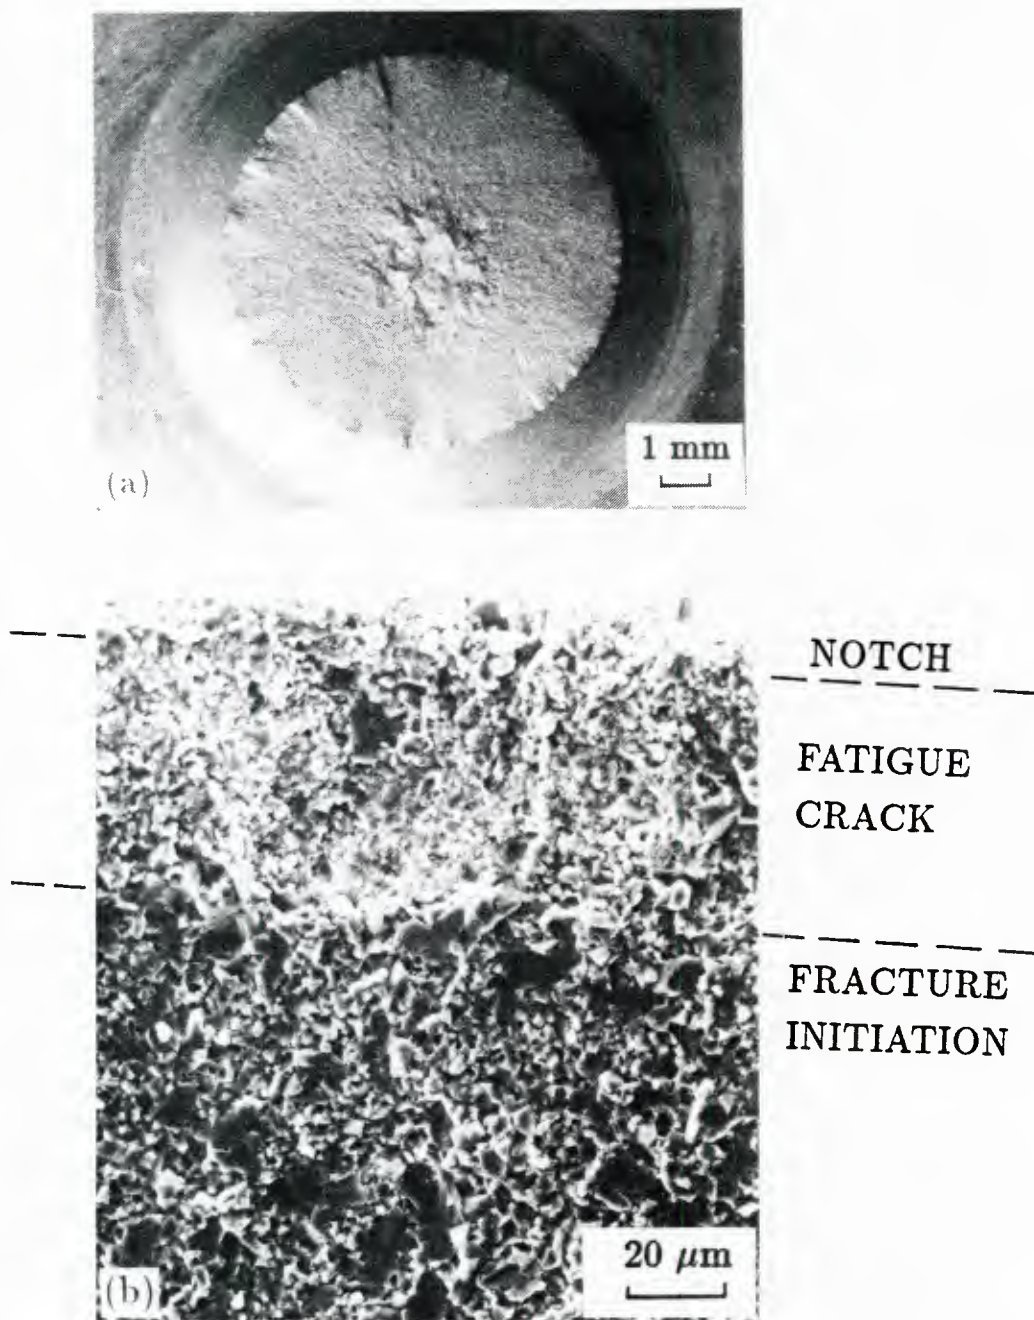 1 mm
(a)
NOTCH
FATIGUE
CRACK
FRACTURE
INITIATION
20 μm
(b)